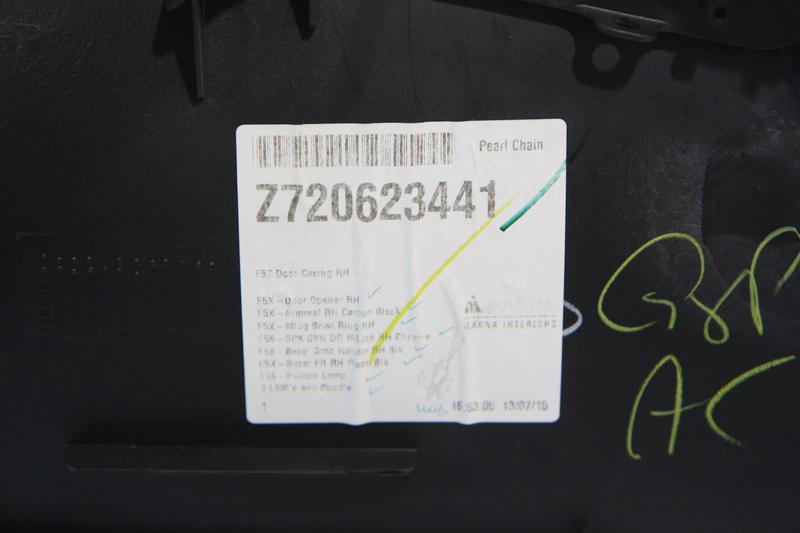 Pearl Chain
Z720623441
F57 Door Casing RH
F5X - Door Opener RH
F5X - Armrest RH Carbon Black
F5X - Mldg Bowl Ring RH
F56 - SPK CVR DR HiLine RH Chrome
F5X - Bezel Grab Handle RH Blk
F5X - Bezel FR RH Piano Blk
F56 - Puddle Lamp
3 LSM's and Puddle
MAGNA INTERIORS
1 16:53:06 13/07/15
AC